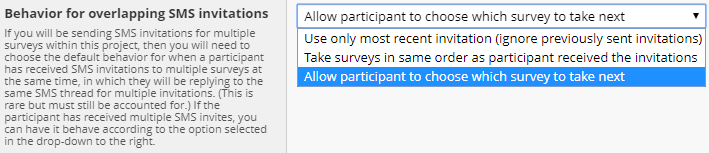 Behavior for overlapping SMS invitations
If you will be sending SMS invitations for multiple
surveys within this project, then you will need to
choose the default behavior for when a participant
has received SMS invitations to multiple surveys at
the same time, in which they will be replying to the
same SMS thread for multiple invitations. (This is
rare but must still be accounted for.) If the
participant has received multiple SMS invites, you
can have it behave according to the option selected
in the drop-down to the right.
Allow participant to choose which survey to take next
Use only most recent invitation (ignore previously sent invitations)
Take surveys in same order as participant received the invitations
Allow participant to choose which survey to take next